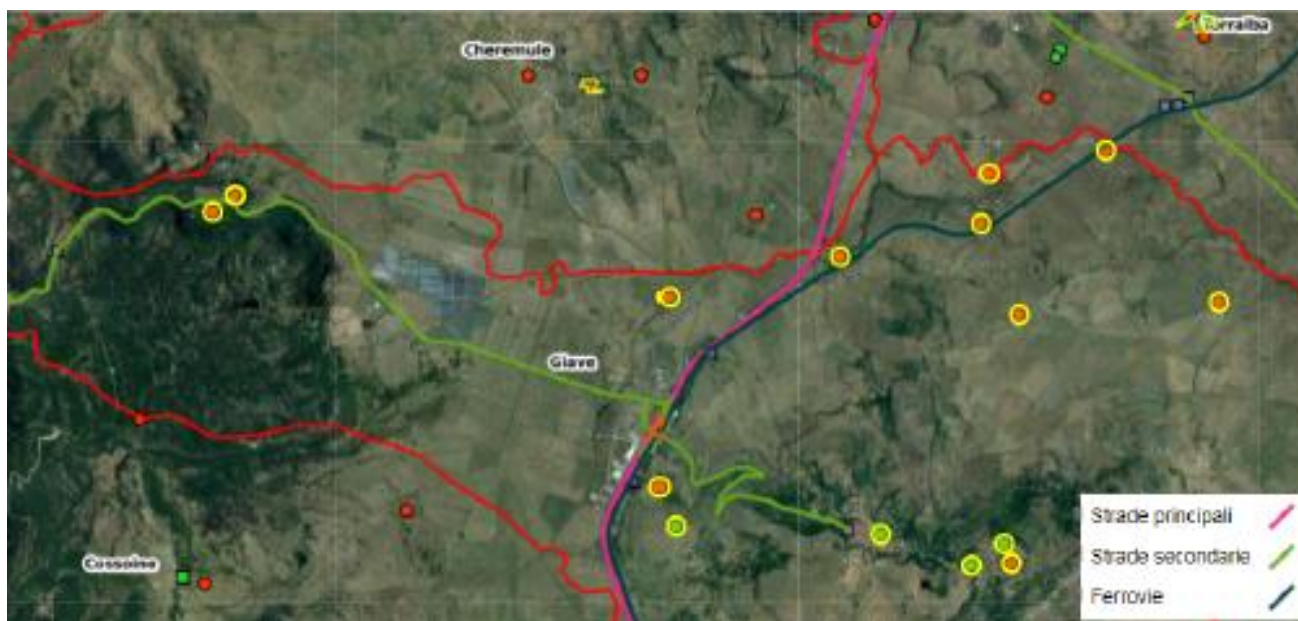 Torralba
Cheremule
Giave
Cossoine
Strade principali
Strade secondarie
Ferrovie